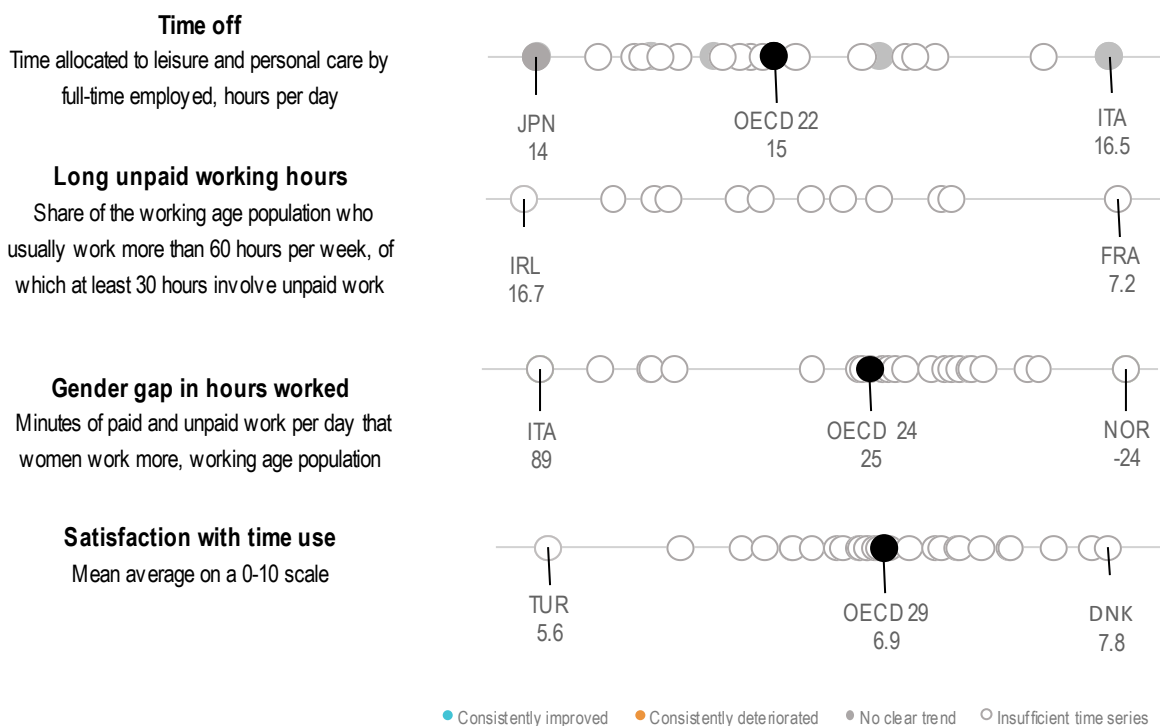 Time off
Time allocated to leisure and personal care by
full-time employed, hours per day
JPN
14
OECD 22
15
ITA
16.5
Long unpaid working hours
Share of the working age population who
usually work more than 60 hours per week, of
which at least 30 hours involve unpaid work
IRL
16.7
FRA
7.2
Gender gap in hours worked
Minutes of paid and unpaid work per day that
women work more, working age population
ITA
89
OECD 24
25
NOR
-24
Satisfaction with time use
Mean average on a 0-10 scale
TUR
5.6
OECD 29
6.9
DNK
7.8
Consistently improved
Consistently deteriorated
No clear trend
Insufficient time series